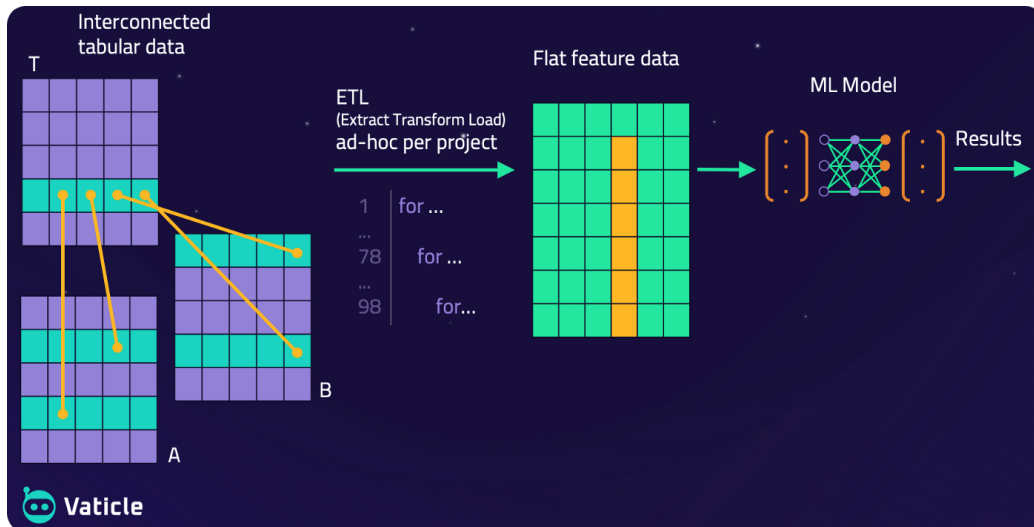 Interconnected
tabular data
T
A
B
ETL
(Extract Transform Load)
ad-hoc per project
1 for ...
...
78 for ...
...
98 for...
Flat feature data
ML Model
Results
Vaticle